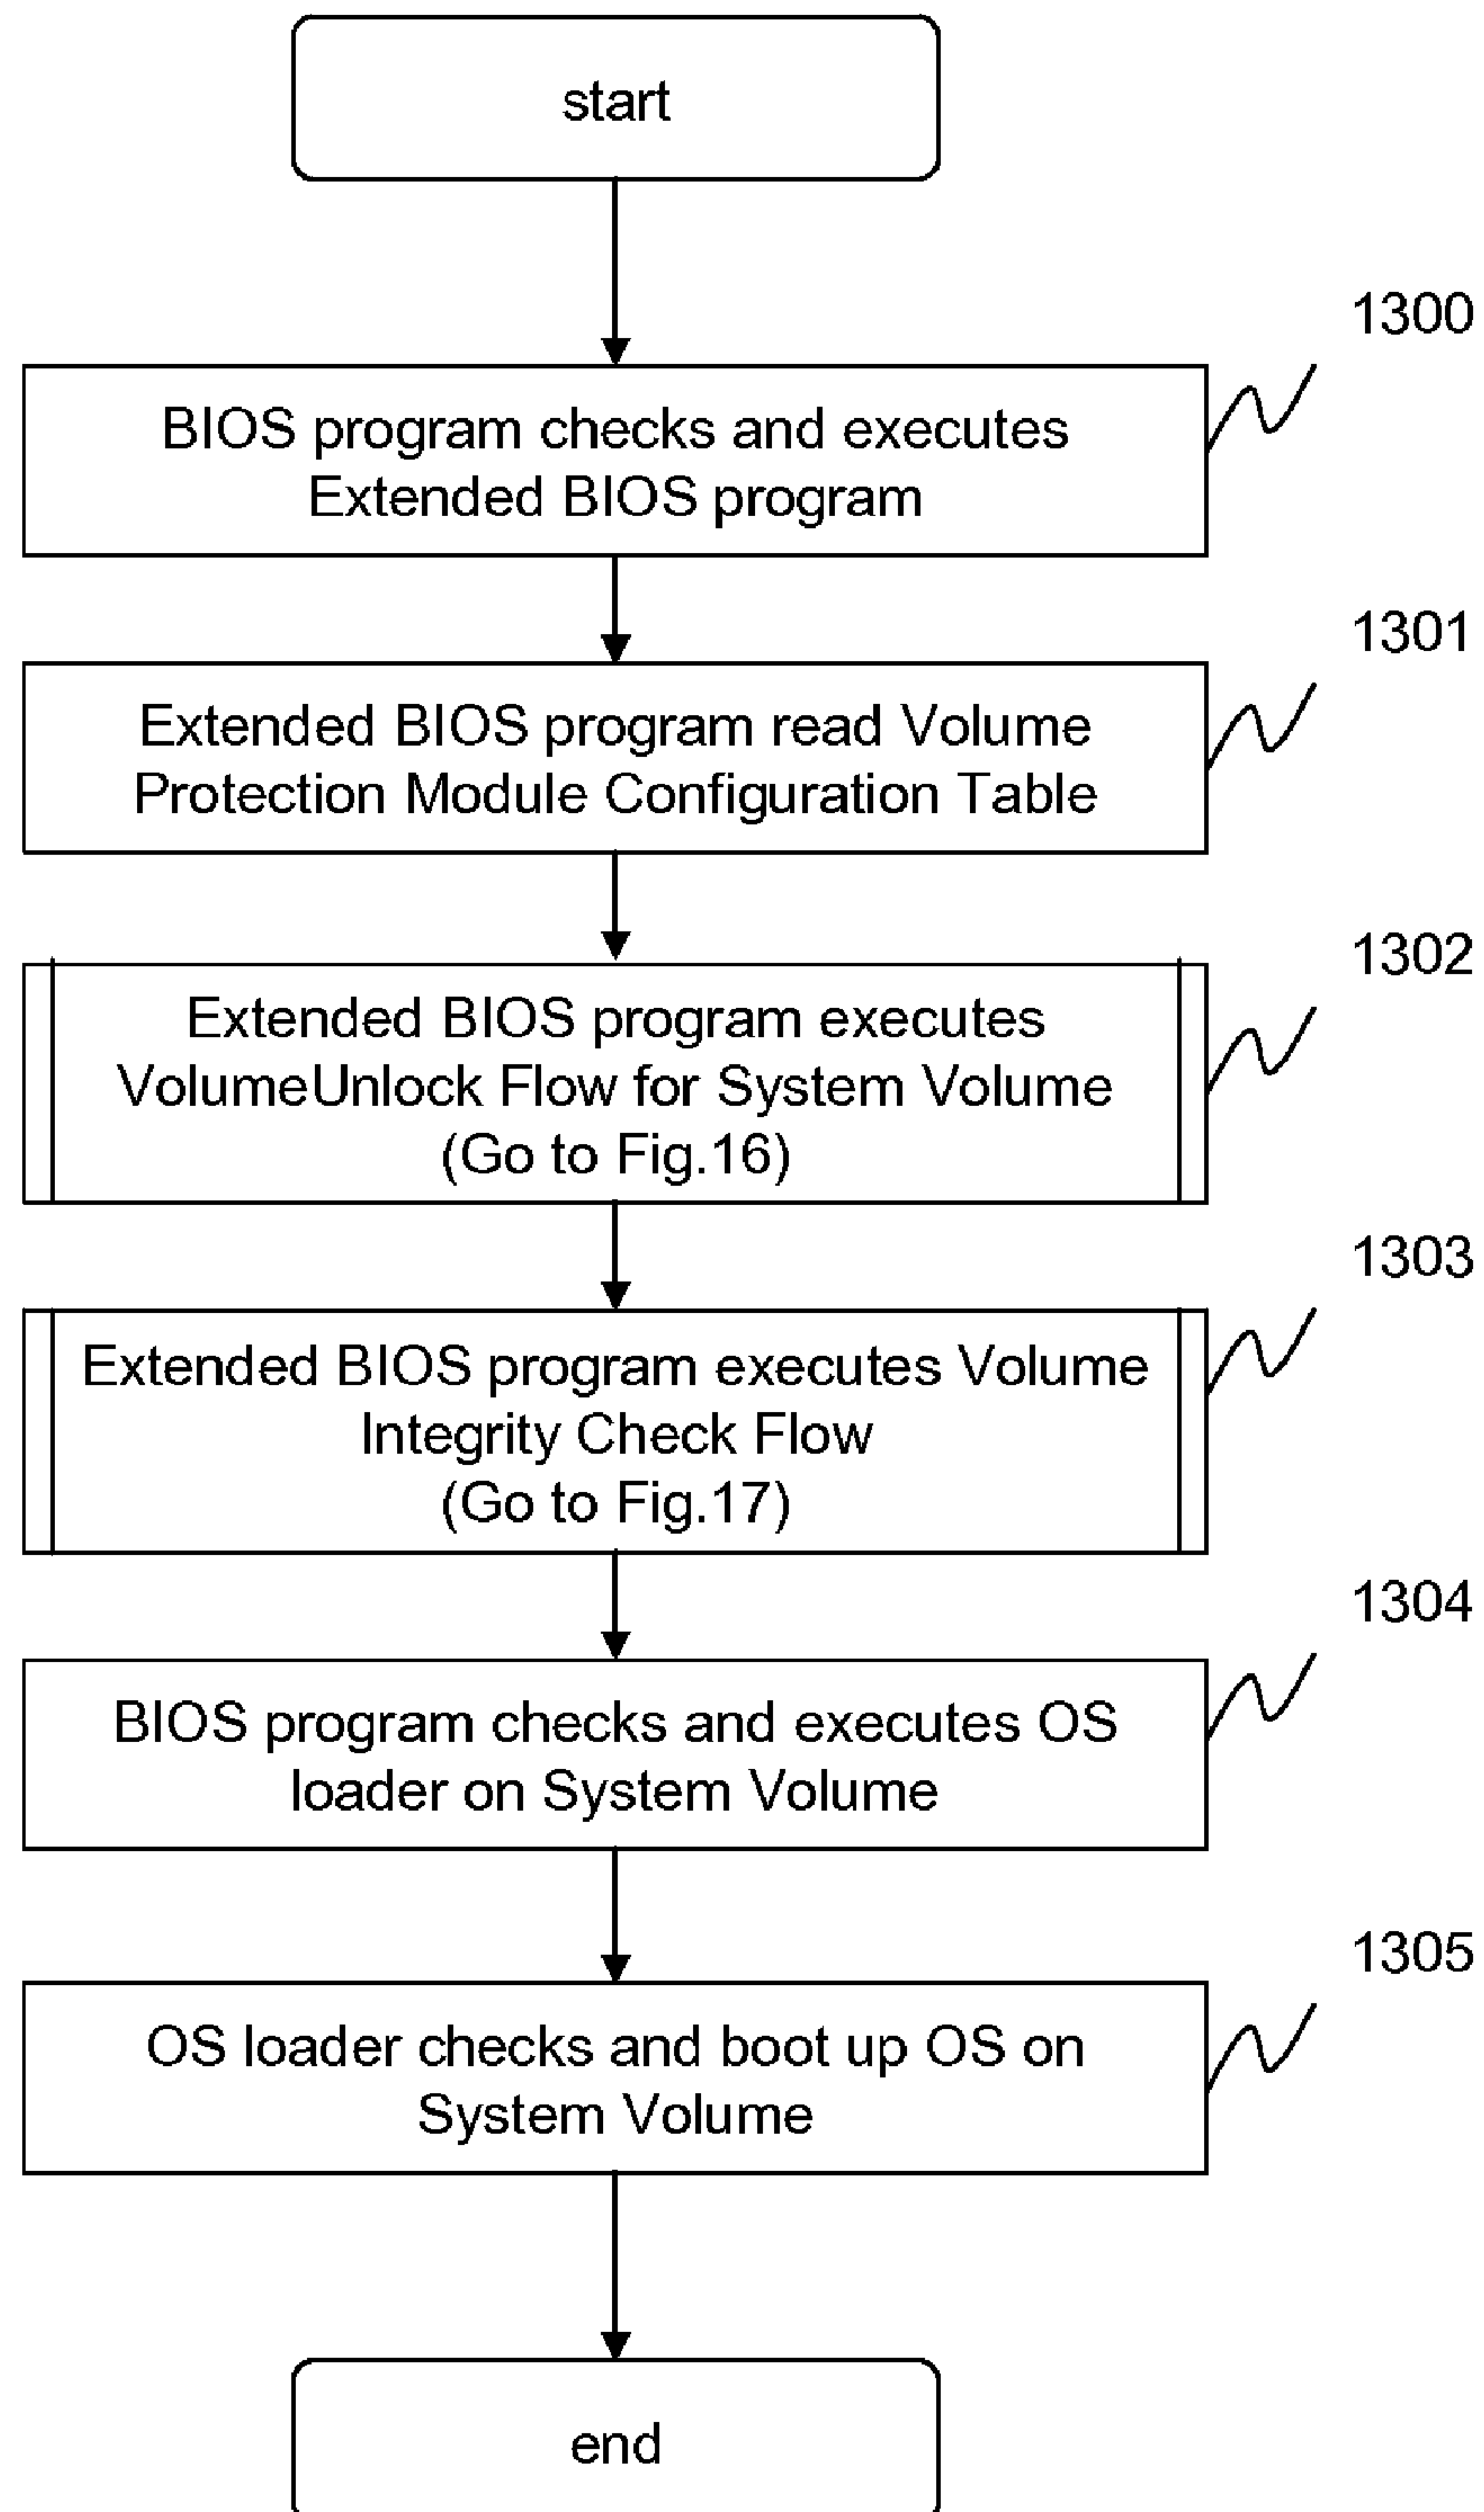 start
1300
BIOS program checks and executes
Extended BIOS program
1301
Extended BIOS program read Volume
Protection Module Configuration Table
1302
Extended BIOS program executes
VolumeUnlock Flow for System Volume
(Go to Fig.16)
1303
Extended BIOS program executes Volume
Integrity Check Flow
(Go to Fig.17)
1304
BIOS program checks and executes OS
loader on System Volume
1305
OS loader checks and boot up OS on
System Volume
end